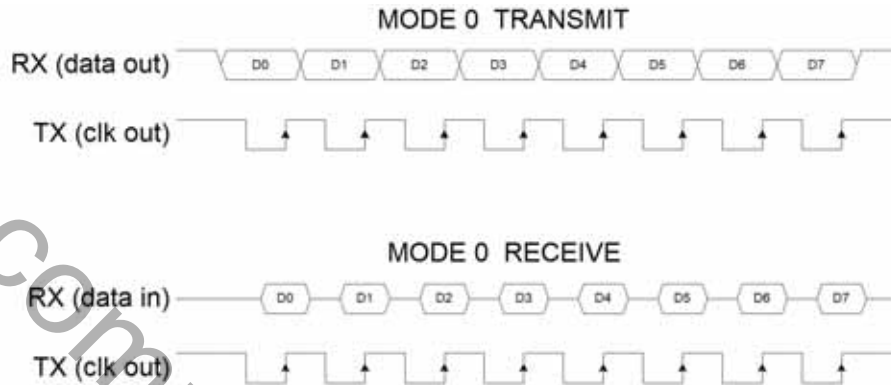 MODE 0 TRANSMIT
RX (data out) D0 D1 D2 D3 D4 D5 D6 D7
TX (clk out)
MODE 0 RECEIVE
RX (data in) D0 D1 D2 D3 D4 D5 D6 D7
TX (clk out)
com